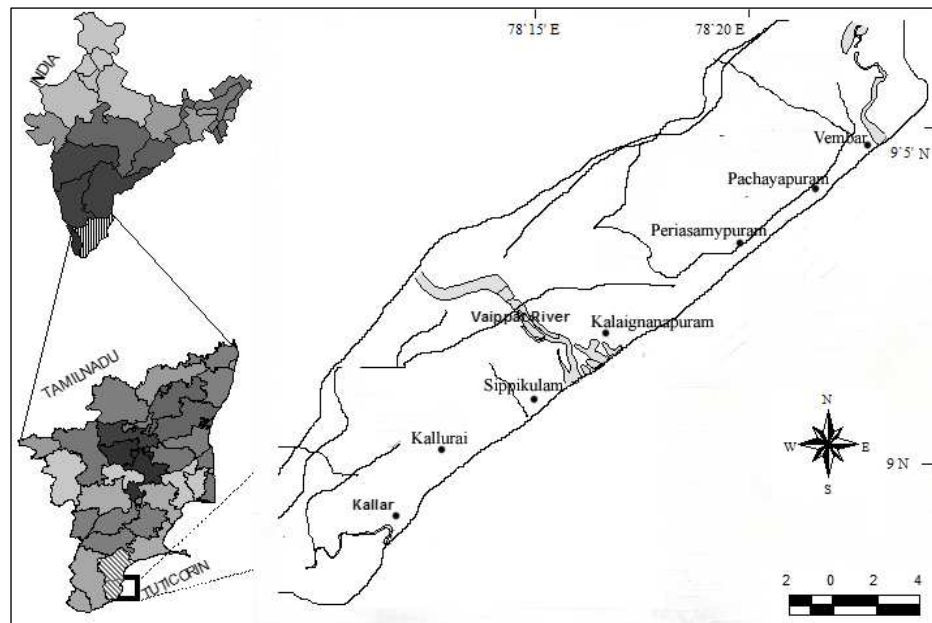 78˚15' E
78˚20 E
INDIA
Vembar
9˚5' N
Pachayapuram
Periasamypuram
Vaippar River
Kalaignanapuram
TAMILNADU
Sippikulam
N
W
E
S
Kallurai
9 N
Kallar
TUTICORIN
2 0 2 4